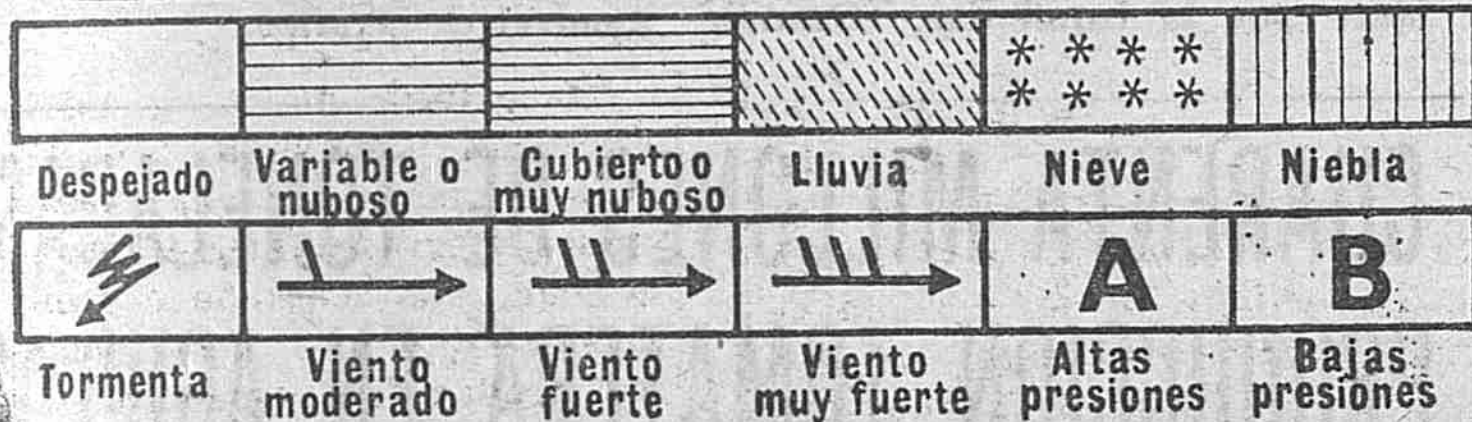 Despejado
Variable o
nuboso
Cubierto o
muy nuboso
Lluvia
Nieve
Niebla
Tormenta
Viento
moderado
Viento
fuerte
Viento
muy fuerte
A
Altas
presiones
B
Bajas
presiones